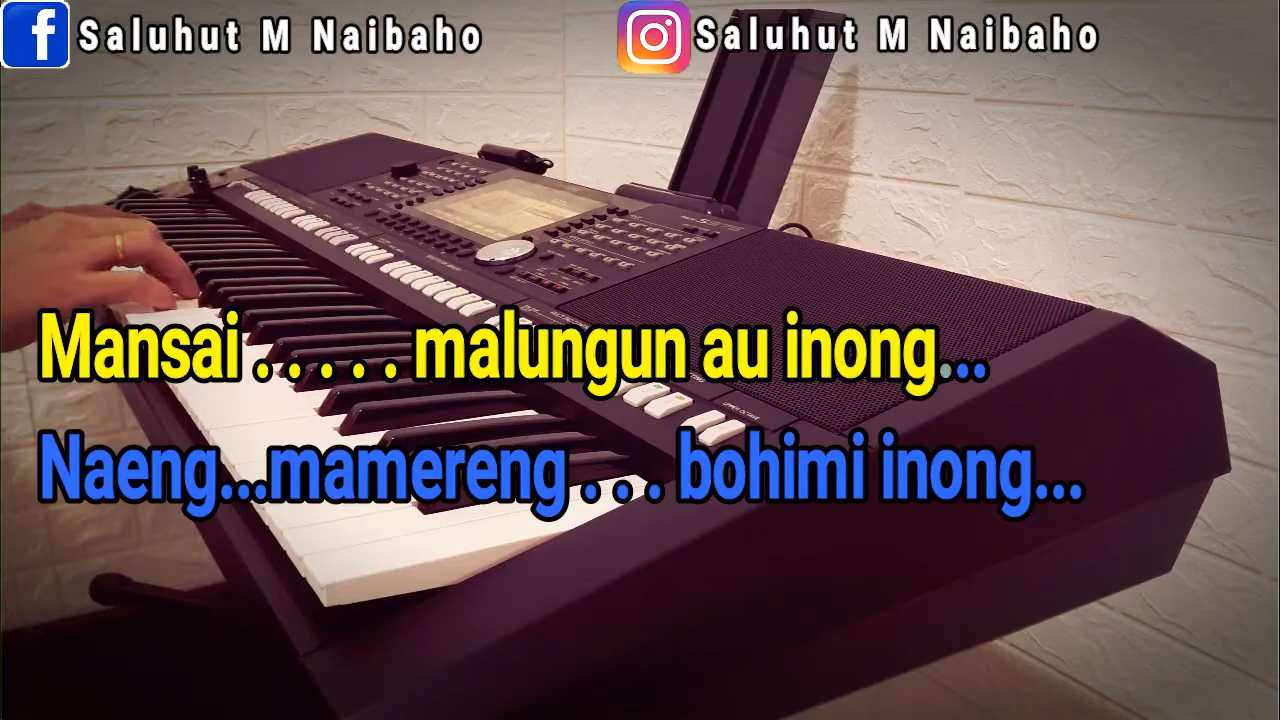 Saluhut M Naibaho
Saluhut M Naibaho
Mansai . . . . . malungun au inong...
Naeng...mamereng . . . bohimi inong...